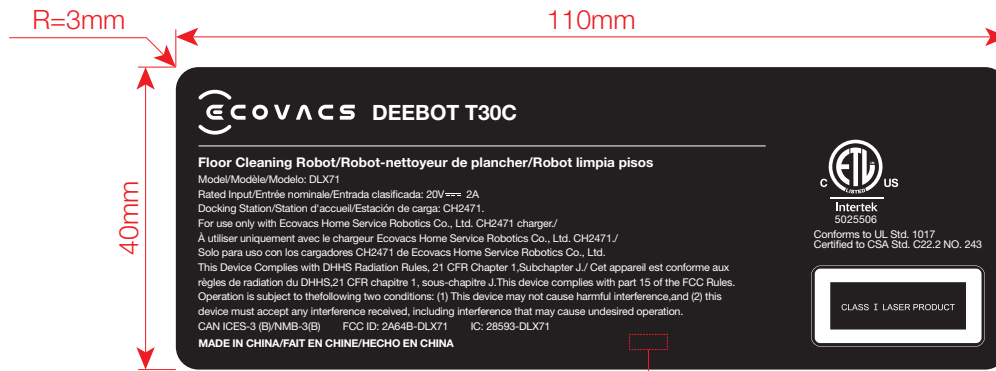 R=3mm
110mm
40mm
ECOVACS DEEBOT T30C
Floor Cleaning Robot/Robot-nettoyeur de plancher/Robot limpia pisos
Model/Modèle/Modelo: DLX71
Rated Input/Entrée nominale/Entrada clasificada: 20V⎓ 2A
Docking Station/Station d'accueil/Estación de carga: CH2471.
For use only with Ecovacs Home Service Robotics Co., Ltd. CH2471 charger./
À utiliser uniquement avec le chargeur Ecovacs Home Service Robotics Co., Ltd. CH2471./
Solo para uso con los cargadores CH2471 de Ecovacs Home Service Robotics Co., Ltd.
This Device Complies with DHHS Radiation Rules, 21 CFR Chapter 1,Subchapter J./ Cet appareil est conforme aux
règles de radiation du DHHS,21 CFR chapitre 1, sous-chapitre J.This device complies with part 15 of the FCC Rules.
Operation is subject to thefollowing two conditions: (1) This device may not cause harmful interference,and (2) this
device must accept any interference received, including interference that may cause undesired operation.
CAN ICES-3 (B)/NMB-3(B) FCC ID: 2A64B-DLX71 IC: 28593-DLX71
MADE IN CHINA/FAIT EN CHINE/HECHO EN CHINA
C ETL US
LISTED
Intertek
5025506
Conforms to UL Std. 1017
Certified to CSA Std. C22.2 NO. 243
CLASS I LASER PRODUCT